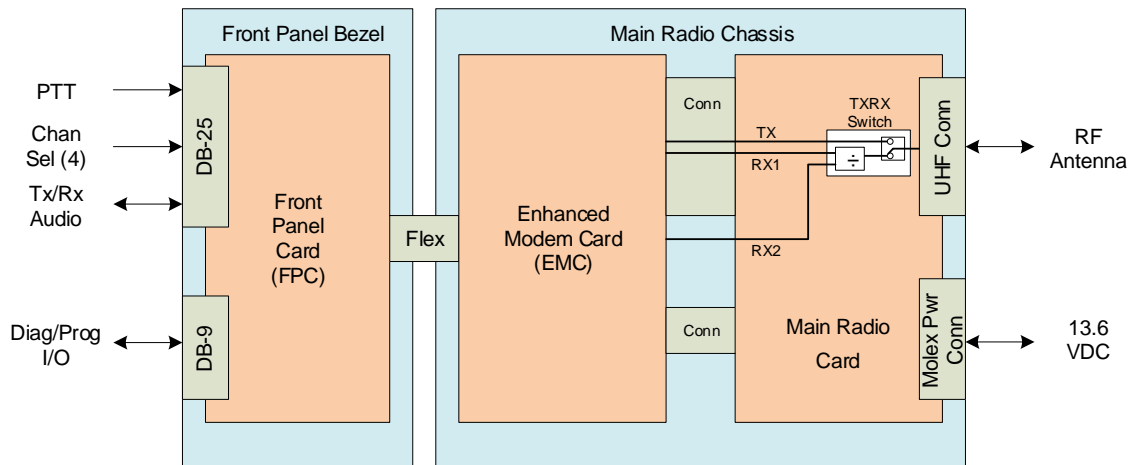 Front Panel Bezel
Main Radio Chassis
PTT
Chan
Sel (4)
Tx/Rx
Audio
Diag/Prog
I/O
DB-25
DB-9
Front
Panel
Card
(FPC)
Flex
Enhanced
Modem Card
(EMC)
Conn
Conn
TX
RX1
RX2
TXRX
Switch
÷
Main Radio
Card
UHF Conn
Molex Pwr
Conn
RF
Antenna
13.6
VDC